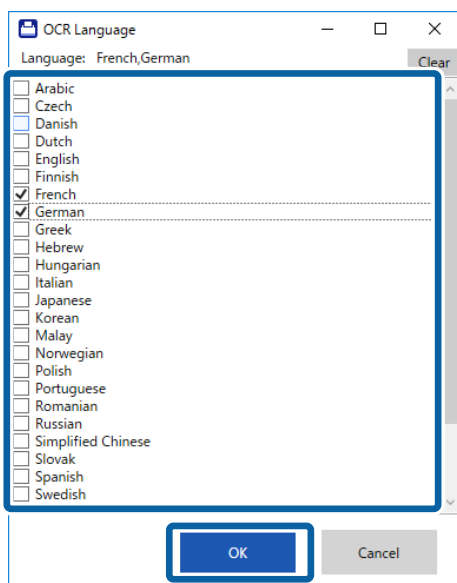 OCR Language
Language: French,German
Clear
Arabic
Czech
Danish
Dutch
English
Finnish
French
German
Greek
Hebrew
Hungarian
Italian
Japanese
Korean
Malay
Norwegian
Polish
Portuguese
Romanian
Russian
Simplified Chinese
Slovak
Spanish
Swedish
OK
Cancel